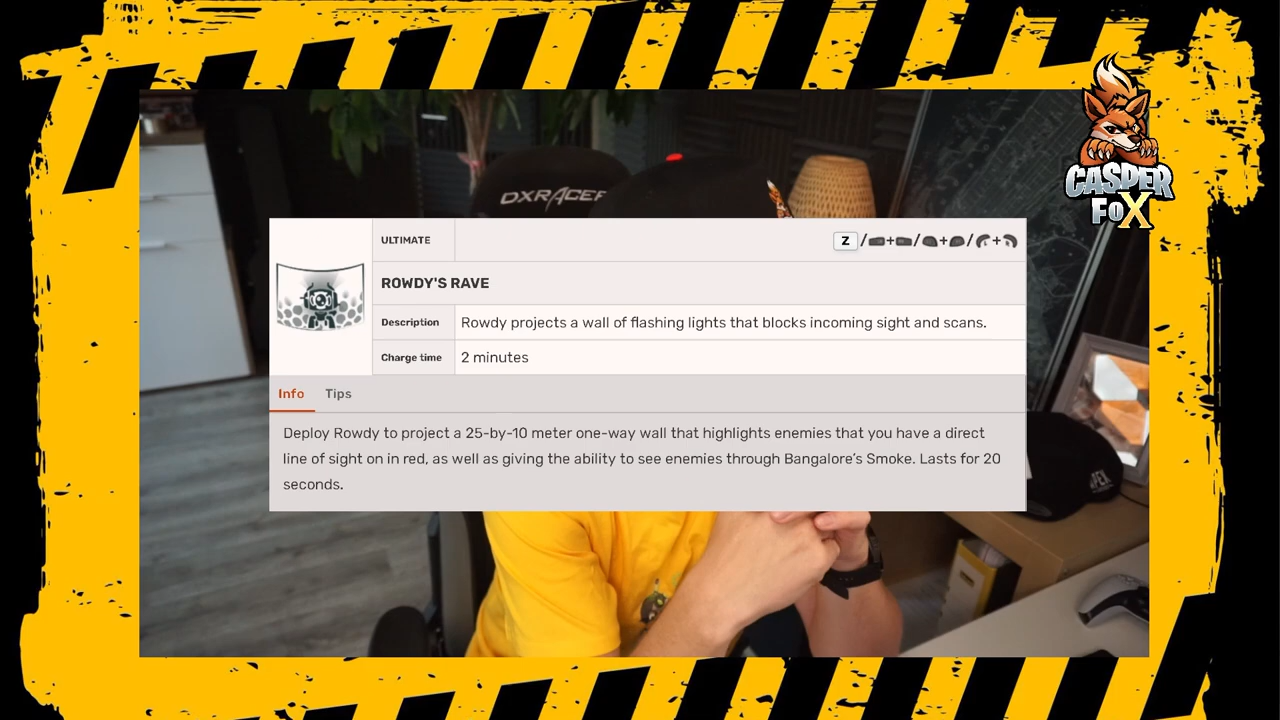 CASPER
FOX
DXRACER
ULTIMATE
Z /
+
/
+
/
+
ROWDY'S RAVE
Description
Rowdy projects a wall of flashing lights that blocks incoming sight and scans.
Charge time
2 minutes
Info
Tips
Deploy Rowdy to project a 25-by-10 meter one-way wall that highlights enemies that you have a direct
line of sight on in red, as well as giving the ability to see enemies through Bangalore's Smoke. Lasts for 20
seconds.
APEX